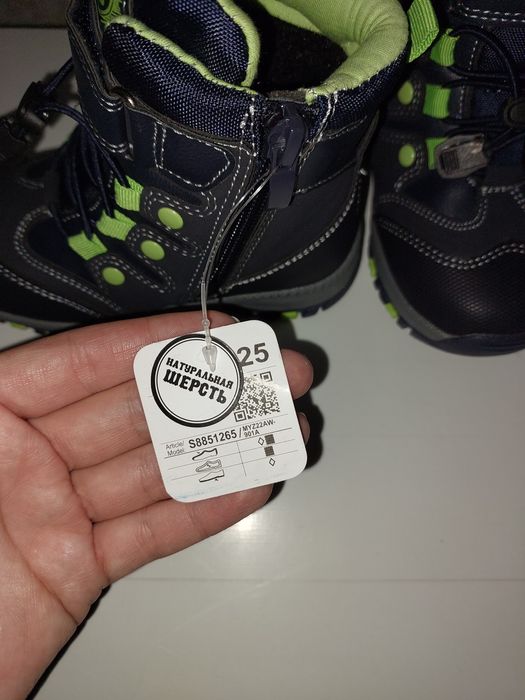 НАТУРАЛЬНАЯ
ШЕРСТЬ
25
Article/
Model: S8851265 / MYZ22AW-
901A